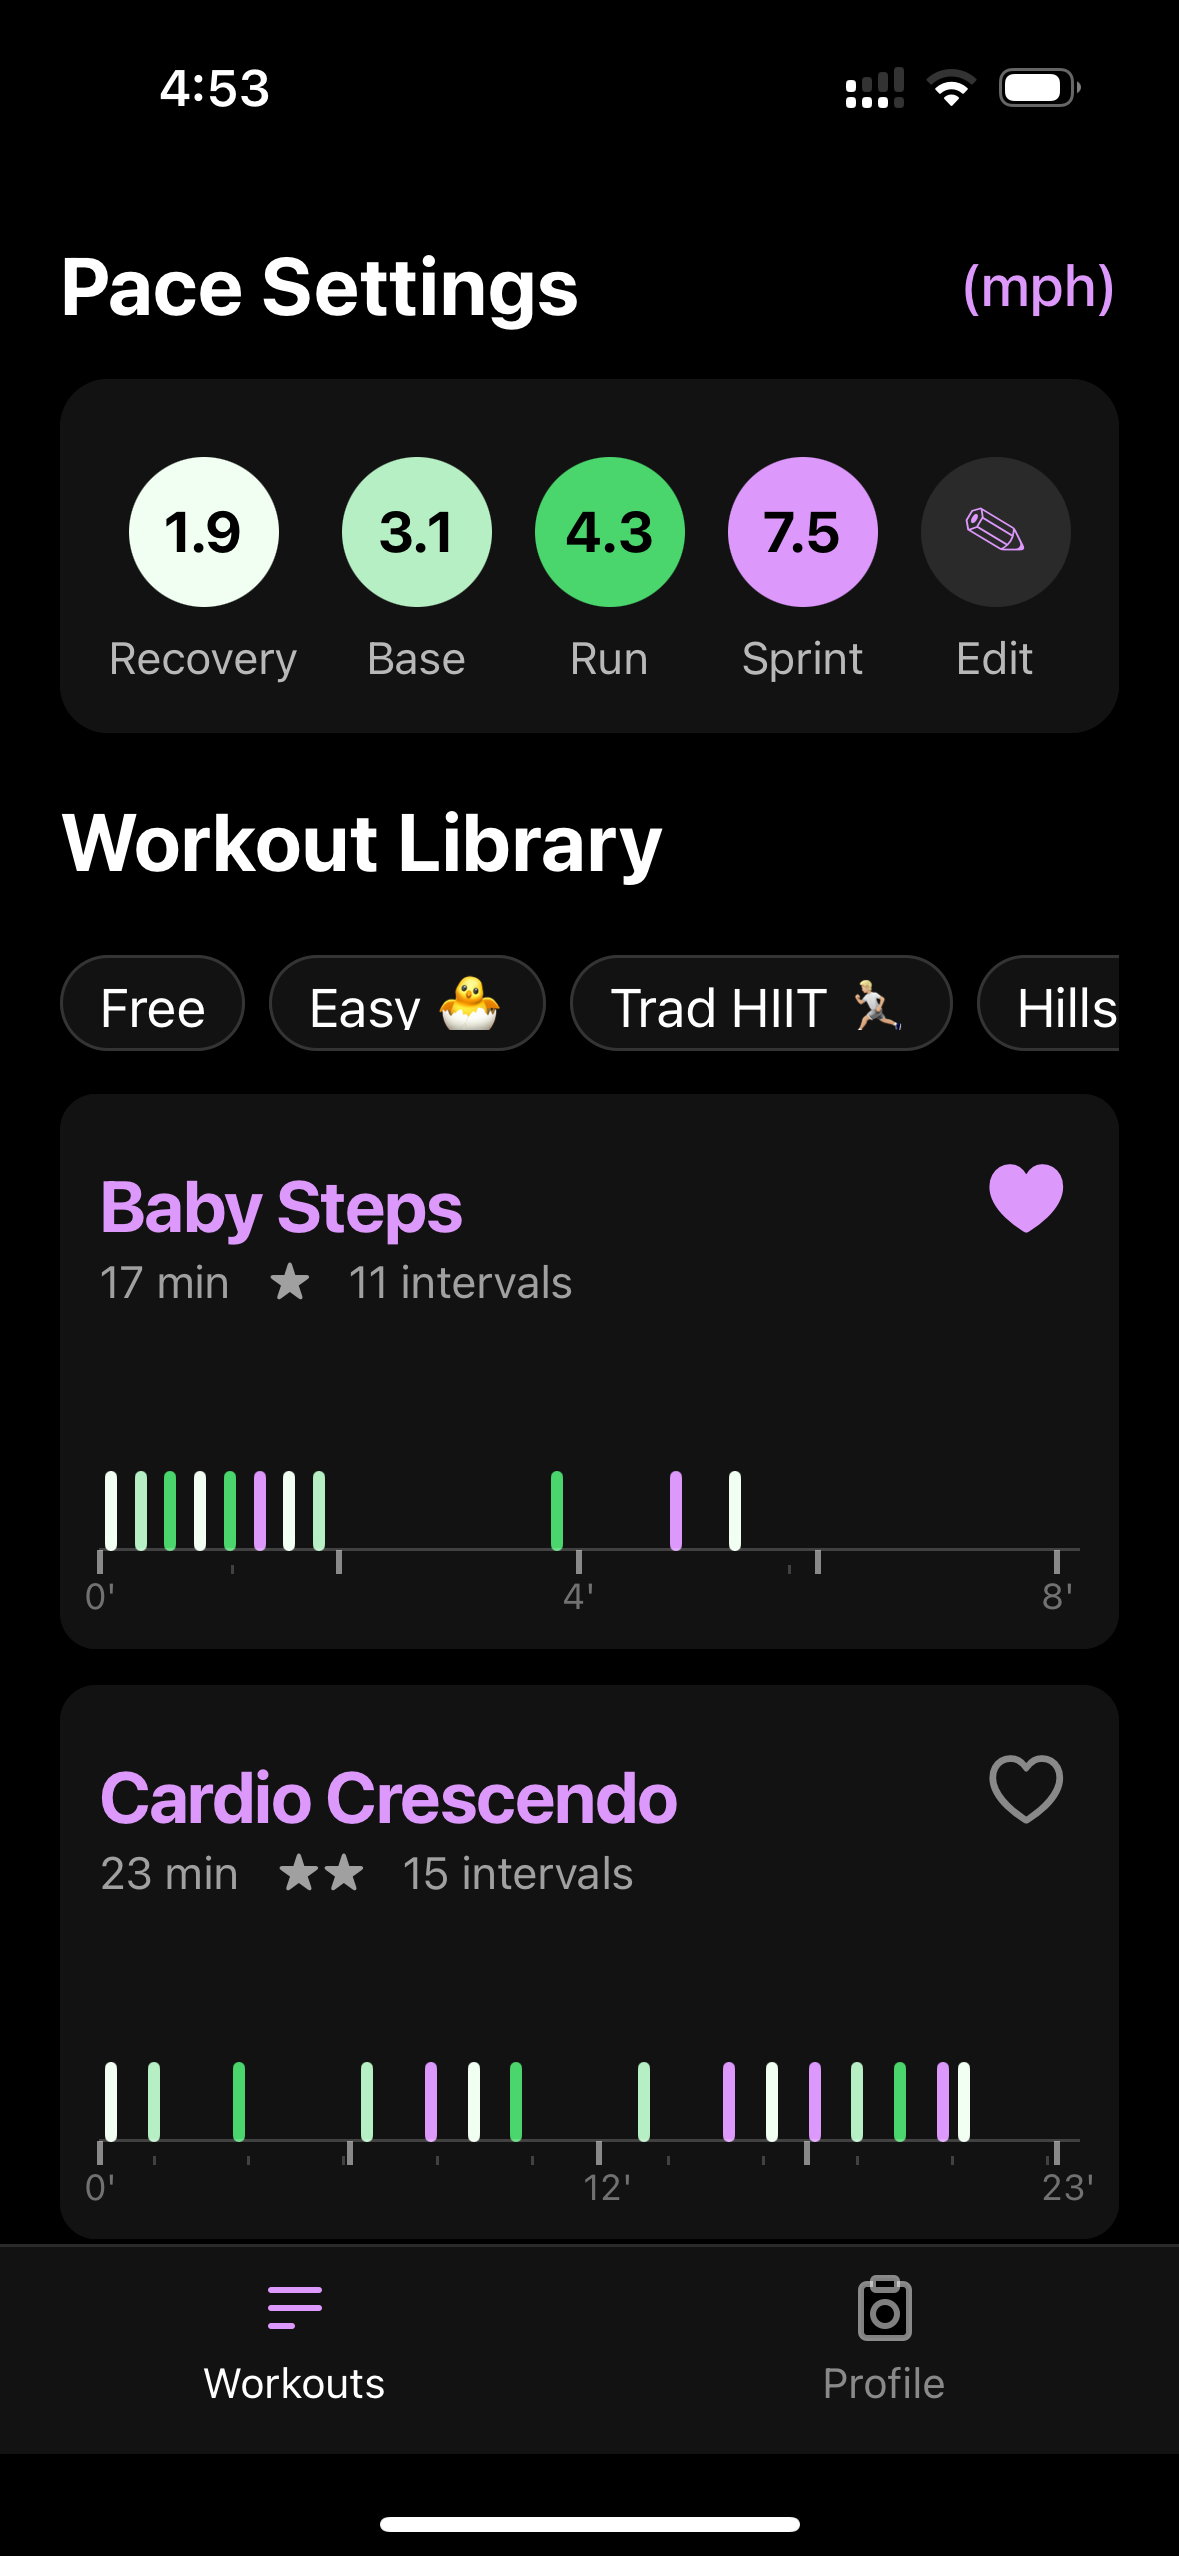 4:53
Pace Settings (mph)
1.9 3.1 4.3 7.5
Recovery Base Run Sprint Edit
Workout Library
Free Easy 🐣 Trad HIIT 🏃🏼 Hills
Baby Steps
17 min ★ 11 intervals
0' 4' 8'
Cardio Crescendo
23 min ★★ 15 intervals
0' 12' 23'
Workouts Profile